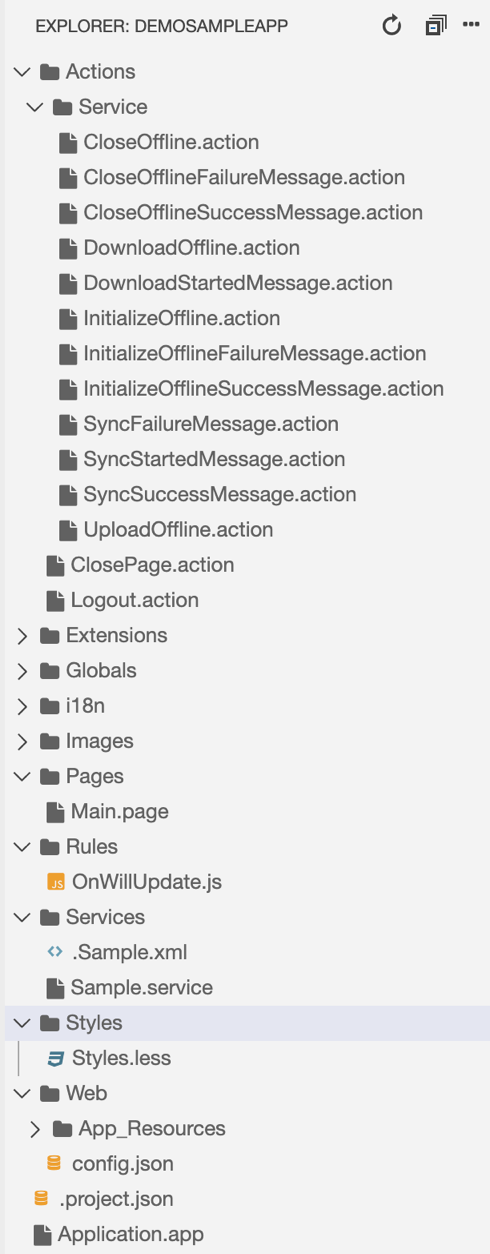 EXPLORER: DEMOSAMPLEAPP
Actions
Service
CloseOffline.action
CloseOfflineFailureMessage.action
CloseOfflineSuccessMessage.action
DownloadOffline.action
DownloadStartedMessage.action
InitializeOffline.action
InitializeOfflineFailureMessage.action
InitializeOfflineSuccessMessage.action
SyncFailureMessage.action
SyncStartedMessage.action
SyncSuccessMessage.action
UploadOffline.action
ClosePage.action
Logout.action
Extensions
Globals
i18n
Images
Pages
Main.page
Rules
JS OnWillUpdate.js
Services
.Sample.xml
Sample.service
Styles
Styles.less
Web
App_Resources
config.json
.project.json
Application.app